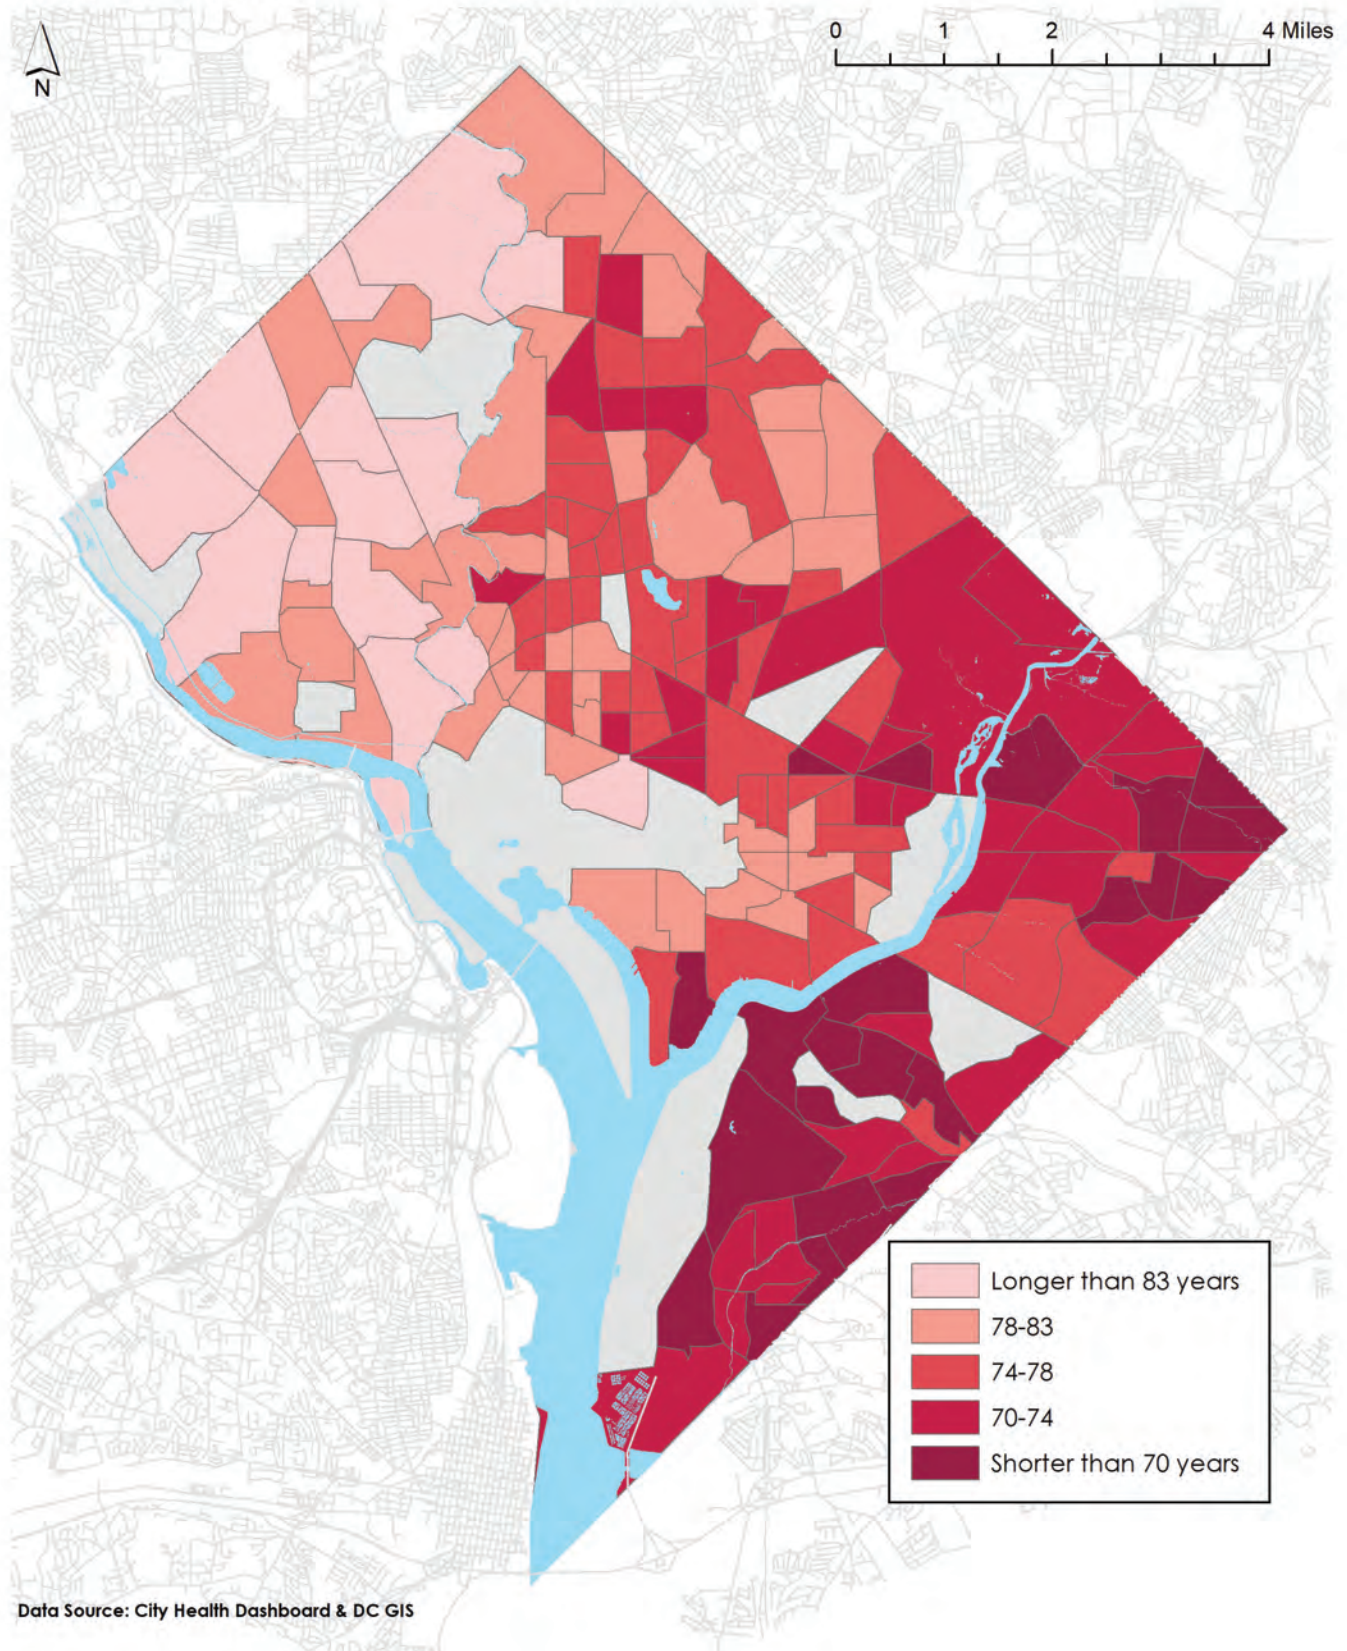 0 1 2 4 Miles
N
Longer than 83 years
78-83
74-78
70-74
Shorter than 70 years
Data Source: City Health Dashboard & DC GIS